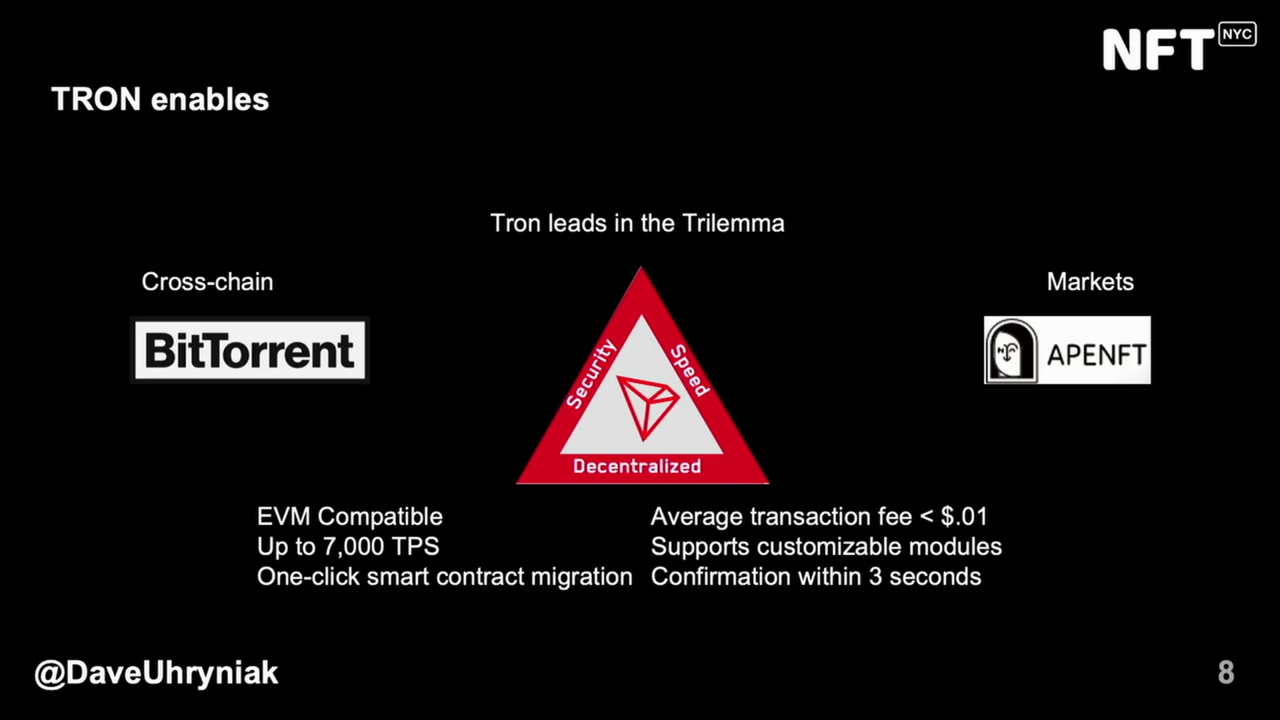 NFT NYC
TRON enables
Tron leads in the Trilemma
Cross-chain
Markets
BitTorrent
APENFT
Security
Speed
Decentralized
EVM Compatible
Up to 7,000 TPS
One-click smart contract migration
Average transaction fee < $.01
Supports customizable modules
Confirmation within 3 seconds
@DaveUhryniak
8